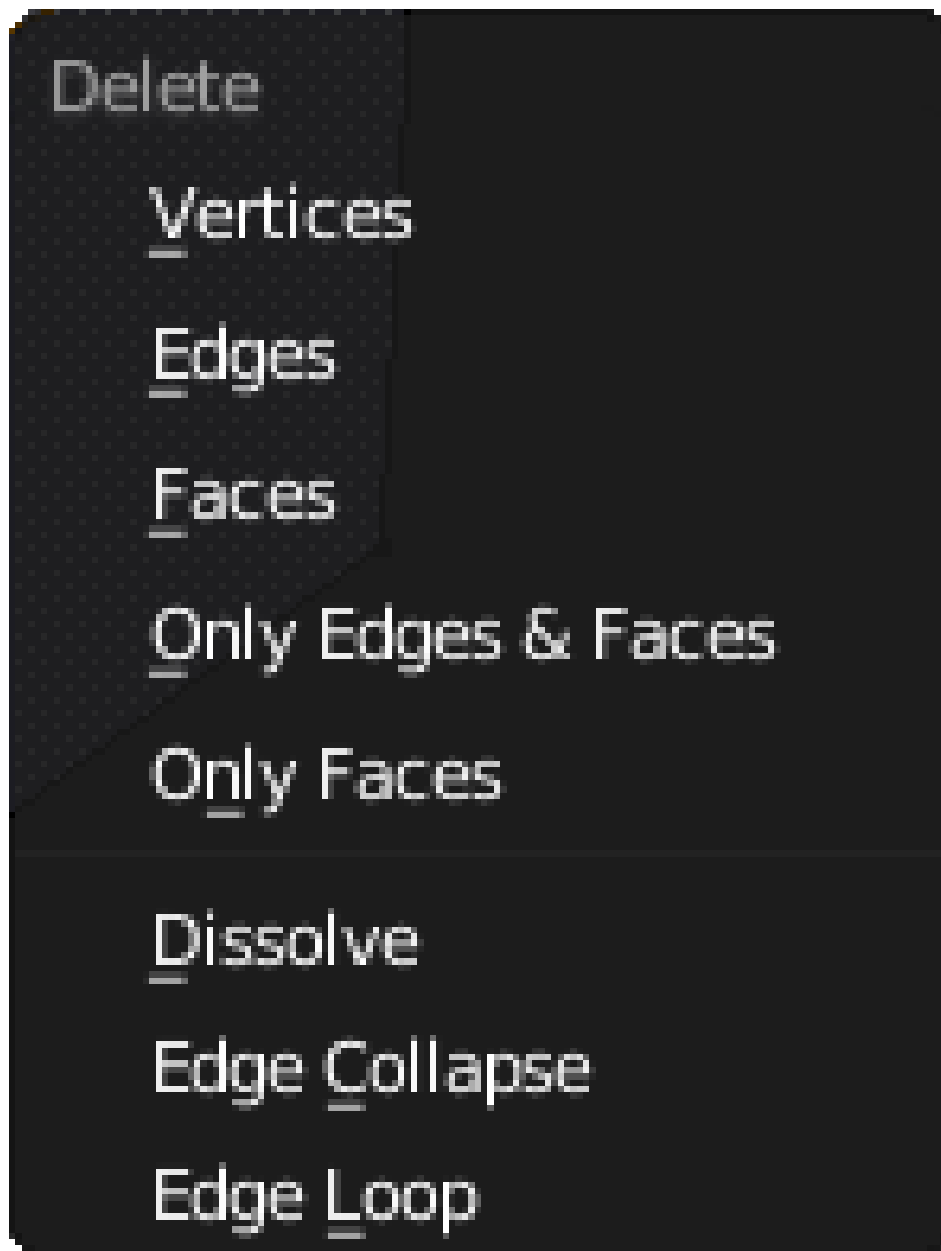 Delete
Vertices
Edges
Faces
Only Edges & Faces
Only Faces
Dissolve
Edge Collapse
Edge Loop